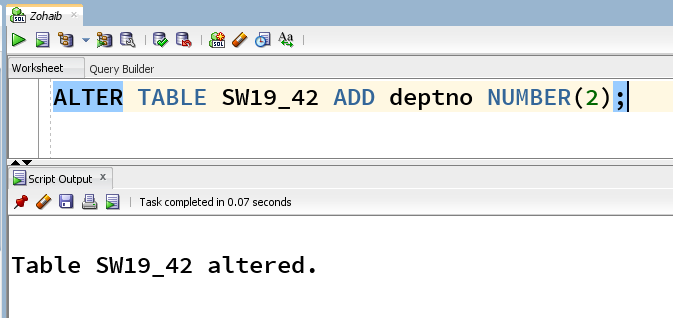 Zohaib
Worksheet Query Builder
ALTER TABLE SW19_42 ADD deptno NUMBER(2);
Script Output
Task completed in 0.07 seconds
Table SW19_42 altered.